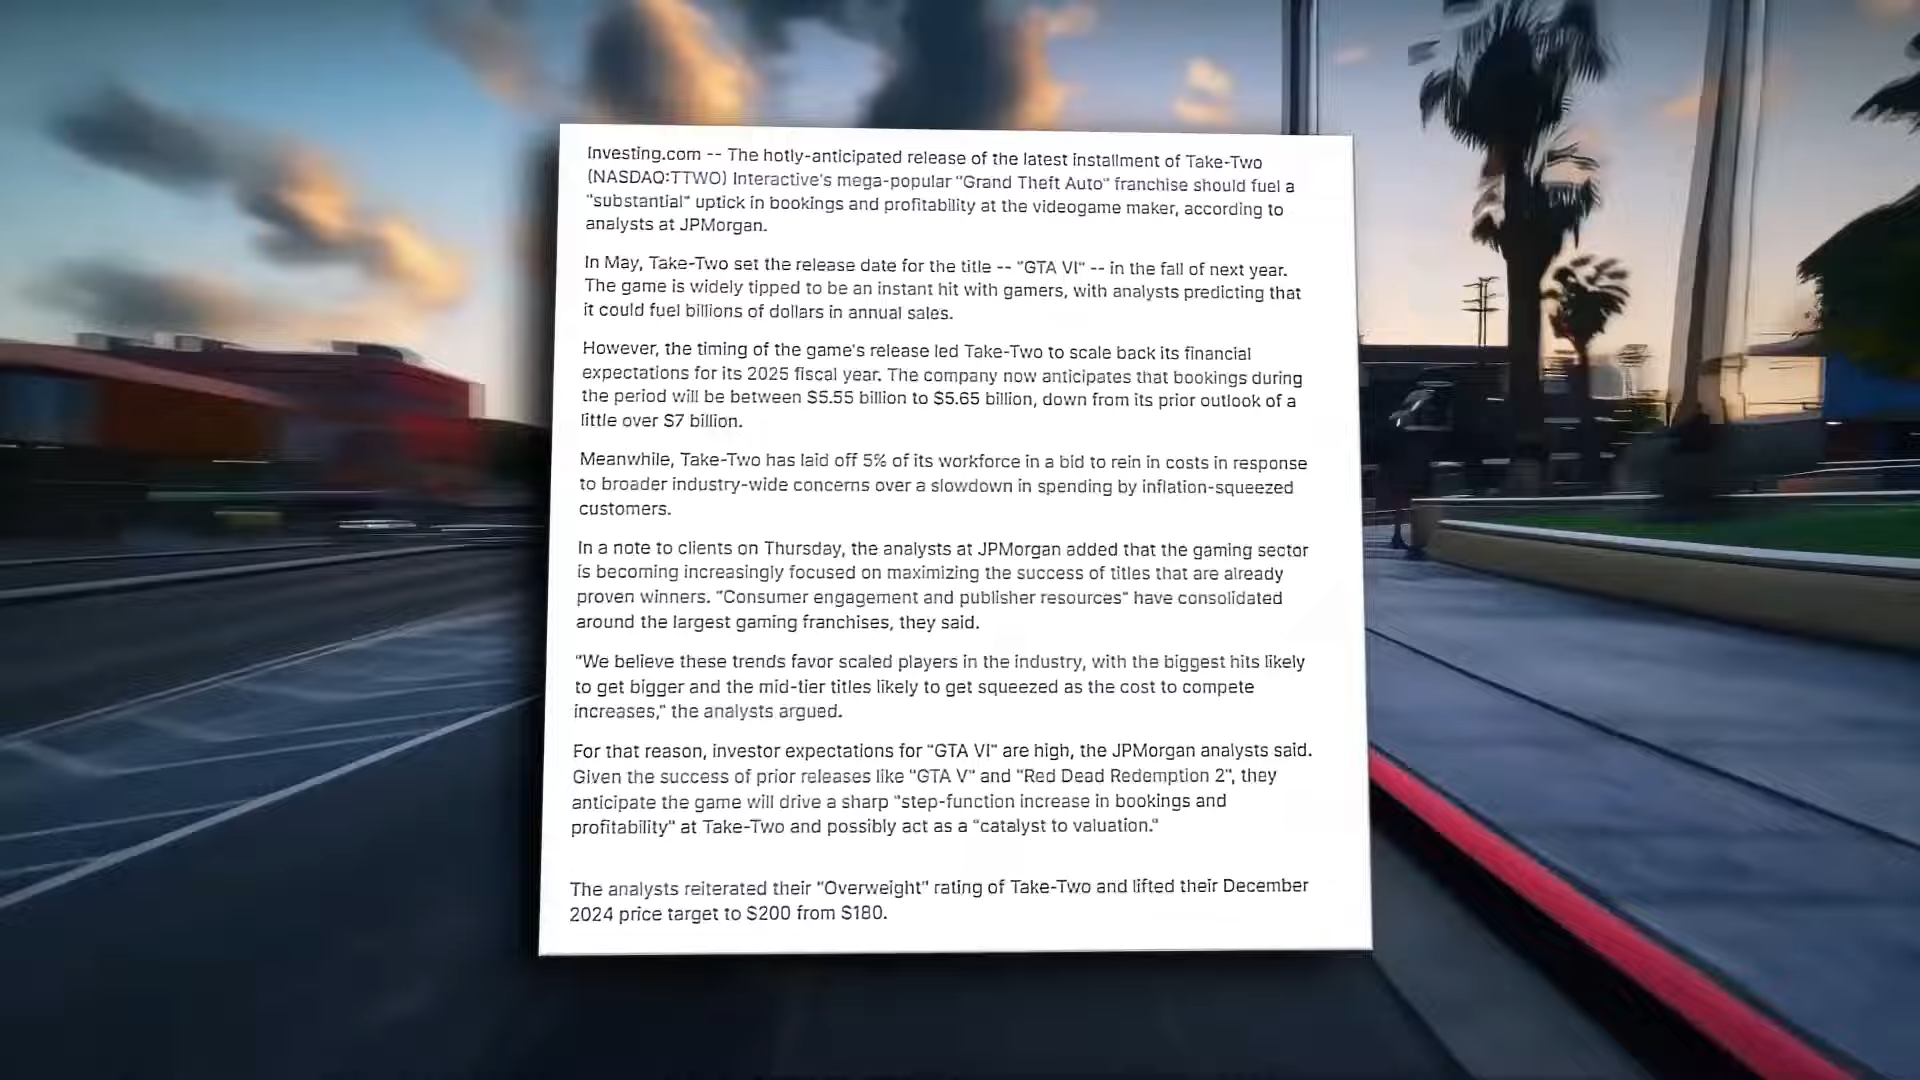 Investing.com -- The hotly-anticipated release of the latest installment of Take-Two
(NASDAQ:TTWO) Interactive's mega-popular "Grand Theft Auto" franchise should fuel a
"substantial" uptick in bookings and profitability at the videogame maker, according to
analysts at JPMorgan.
In May, Take-Two set the release date for the title -- "GTA VI" -- in the fall of next year.
The game is widely tipped to be an instant hit with gamers, with analysts predicting that
it could fuel billions of dollars in annual sales.
However, the timing of the game's release led Take-Two to scale back its financial
expectations for its 2025 fiscal year. The company now anticipates that bookings during
the period will be between $5.55 billion to $5.65 billion, down from its prior outlook of a
little over $7 billion.
Meanwhile, Take-Two has laid off 5% of its workforce in a bid to rein in costs in response
to broader industry-wide concerns over a slowdown in spending by inflation-squeezed
customers.
In a note to clients on Thursday, the analysts at JPMorgan added that the gaming sector
is becoming increasingly focused on maximizing the success of titles that are already
proven winners. "Consumer engagement and publisher resources" have consolidated
around the largest gaming franchises, they said.
"We believe these trends favor scaled players in the industry, with the biggest hits likely
to get bigger and the mid-tier titles likely to get squeezed as the cost to compete
increases," the analysts argued.
For that reason, investor expectations for "GTA VI" are high, the JPMorgan analysts said.
Given the success of prior releases like "GTA V" and "Red Dead Redemption 2", they
anticipate the game will drive a sharp "step-function increase in bookings and
profitability" at Take-Two and possibly act as a "catalyst to valuation."
The analysts reiterated their "Overweight" rating of Take-Two and lifted their December
2024 price target to $200 from $180.